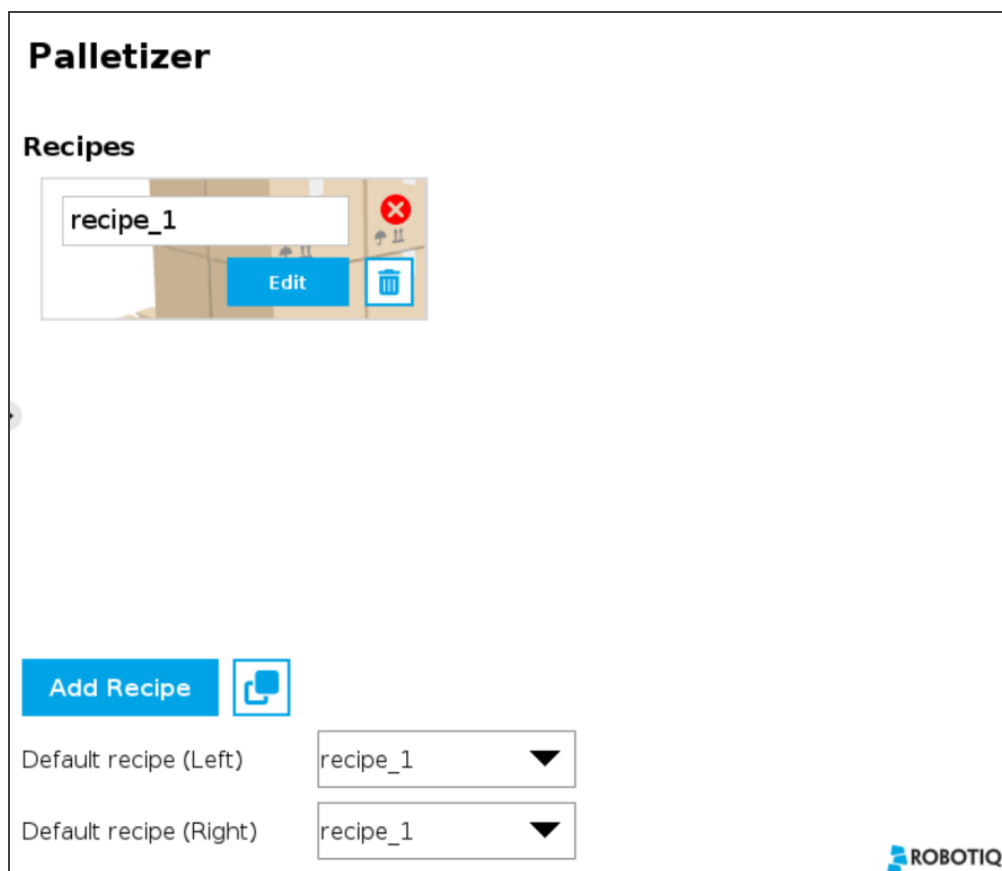 Palletizer
Recipes
recipe_1
Edit
Add Recipe
Default recipe (Left)
recipe_1
Default recipe (Right)
recipe_1
ROBOTIQ